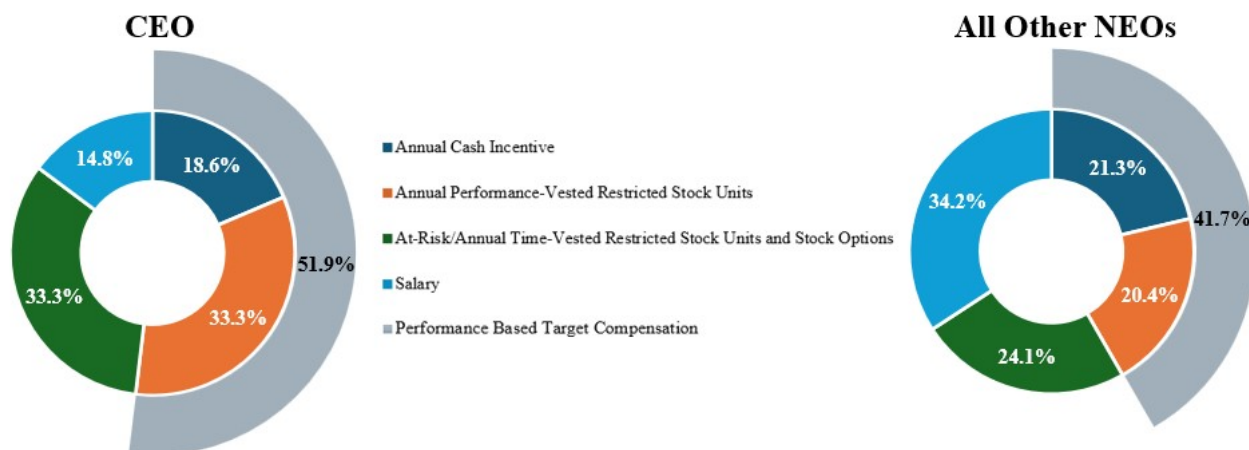 CEO
14.8%
18.6%
33.3%
33.3%
51.9%
Annual Cash Incentive
Annual Performance-Vested Restricted Stock Units
At-Risk/Annual Time-Vested Restricted Stock Units and Stock Options
Salary
Performance Based Target Compensation
All Other NEOs
34.2%
21.3%
41.7%
20.4%
24.1%